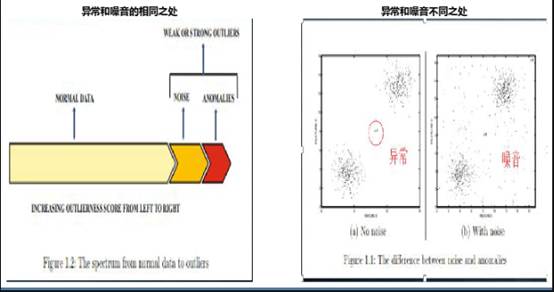 异常和噪音的相同之处
WEAK OR STRONG OUTLIERS
NORMAL DATA
NOISE
ANOMALIES
INCREASING OUTLIERNESS SCORE FROM LEFT TO RIGHT
Figure 1.2: The spectrum from normal data to outliers
异常和噪音不同之处
异常
噪音
(a) No noise
(b) With noise
Figure 1.1: The difference between noise and anomalies